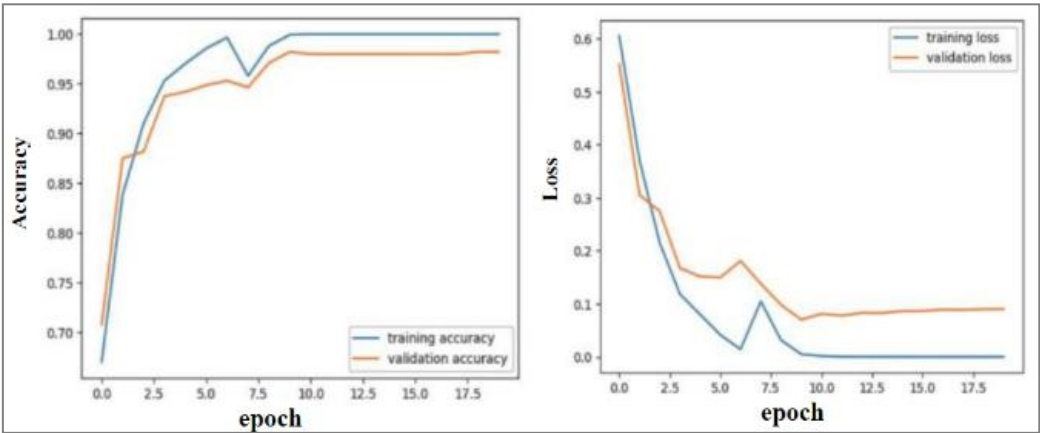 Accuracy
1.00
0.95
0.90
0.85
0.80
0.75
0.70
training accuracy
validation accuracy
0.0 2.5 5.0 7.5 10.0 12.5 15.0 17.5
epoch
Loss
0.6
0.5
0.4
0.3
0.2
0.1
0.0
training loss
validation loss
0.0 2.5 5.0 7.5 10.0 12.5 15.0 17.5
epoch